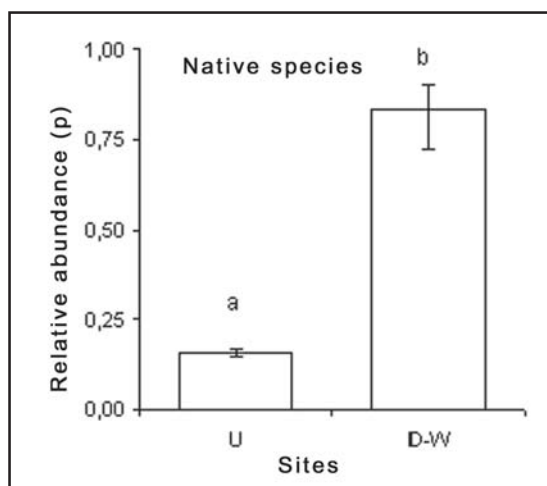 1,00
Native species
b
0,75
Relative abundance (p)
0,50
a
0,25
0,00
U
D-W
Sites